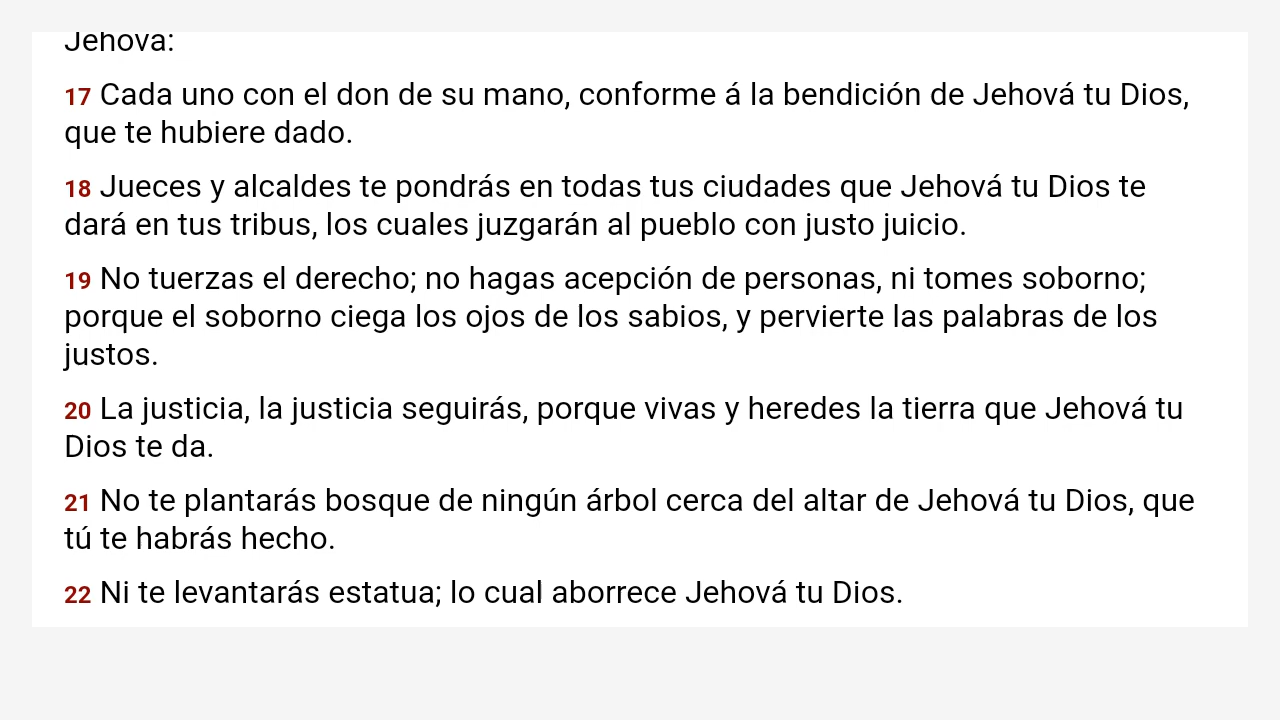 Jehová:
17 Cada uno con el don de su mano, conforme á la bendición de Jehová tu Dios,
que te hubiere dado.
18 Jueces y alcaldes te pondrás en todas tus ciudades que Jehová tu Dios te
dará en tus tribus, los cuales juzgarán al pueblo con justo juicio.
19 No tuerzas el derecho; no hagas acepción de personas, ni tomes soborno;
porque el soborno ciega los ojos de los sabios, y pervierte las palabras de los
justos.
20 La justicia, la justicia seguirás, porque vivas y heredes la tierra que Jehová tu
Dios te da.
21 No te plantarás bosque de ningún árbol cerca del altar de Jehová tu Dios, que
tú te habrás hecho.
22 Ni te levantarás estatua; lo cual aborrece Jehová tu Dios.